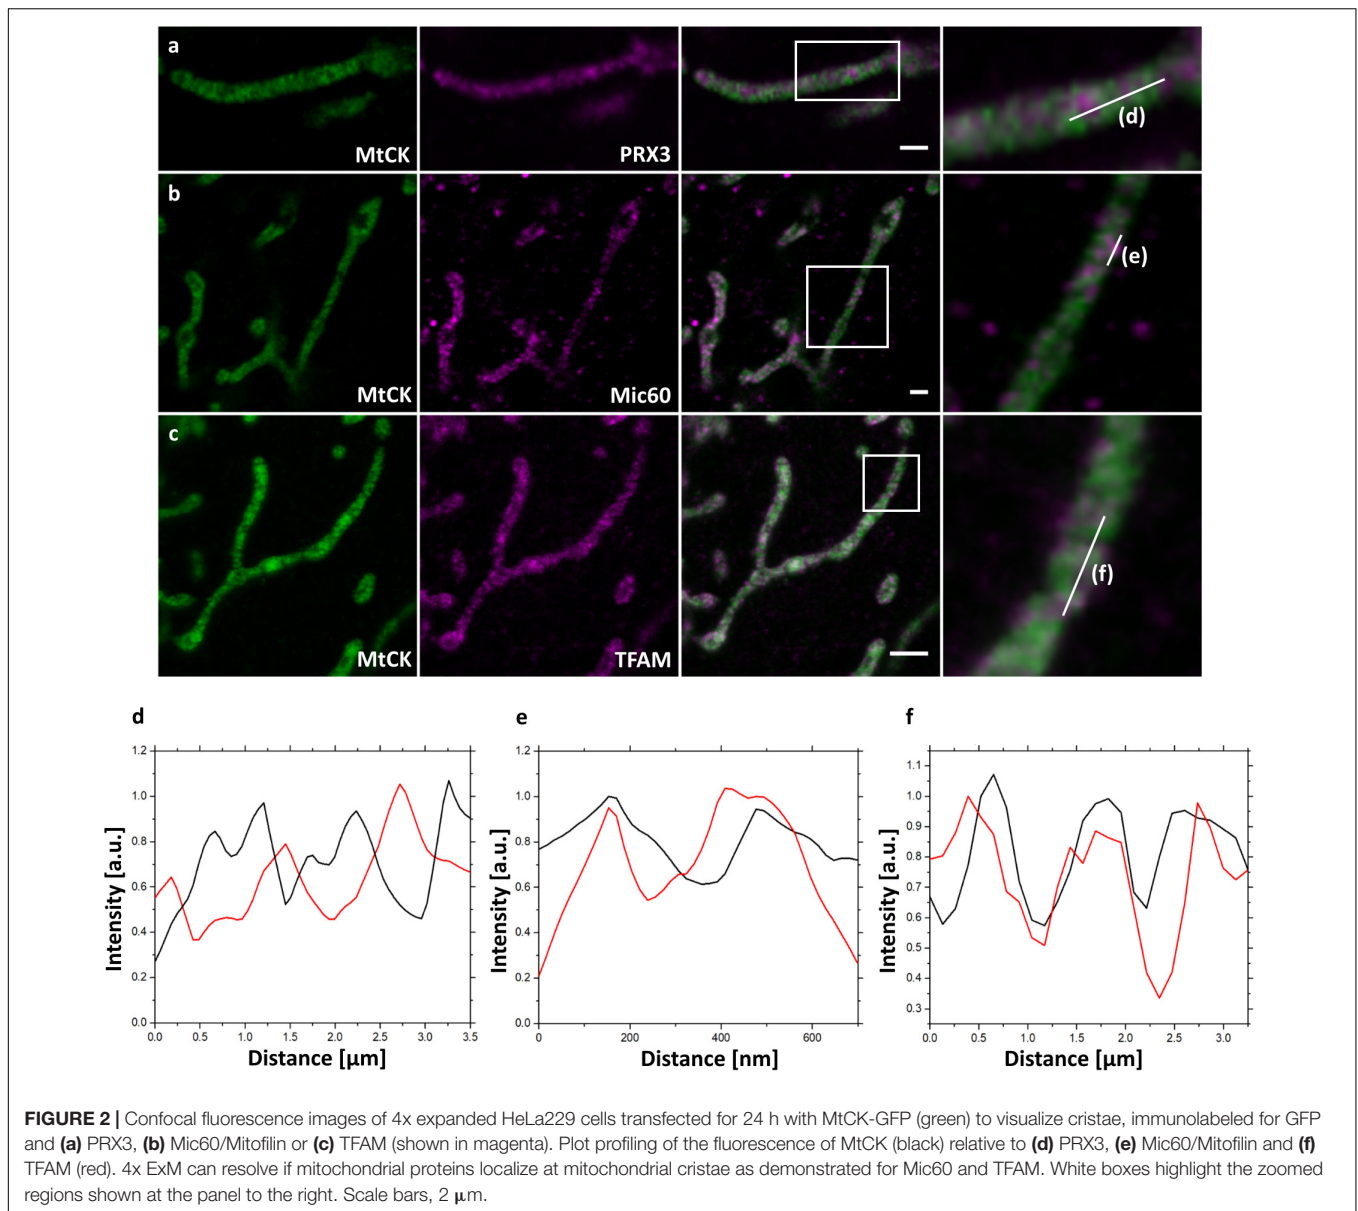 a
MtCK
PRX3
(d)
b
MtCK
Mic60
(e)
c
MtCK
TFAM
(f)
d
1.2
1.0
0.8
0.6
0.4
0.2
0.0
0.0 0.5 1.0 1.5 2.0 2.5 3.0 3.5
Intensity [a.u.]
Distance [μm]
e
1.2
1.0
0.8
0.6
0.4
0.2
0.0
0 200 400 600
Intensity [a.u.]
Distance [nm]
f
1.1
1.0
0.9
0.8
0.7
0.6
0.5
0.4
0.3
0.0 0.5 1.0 1.5 2.0 2.5 3.0
Intensity [a.u.]
Distance [μm]
FIGURE 2 | Confocal fluorescence images of 4x expanded HeLa229 cells transfected for 24 h with MtCK-GFP (green) to visualize cristae, immunolabeled for GFP
and (a) PRX3, (b) Mic60/Mitofilin or (c) TFAM (shown in magenta). Plot profiling of the fluorescence of MtCK (black) relative to (d) PRX3, (e) Mic60/Mitofilin and (f)
TFAM (red). 4x ExM can resolve if mitochondrial proteins localize at mitochondrial cristae as demonstrated for Mic60 and TFAM. White boxes highlight the zoomed
regions shown at the panel to the right. Scale bars, 2 μm.